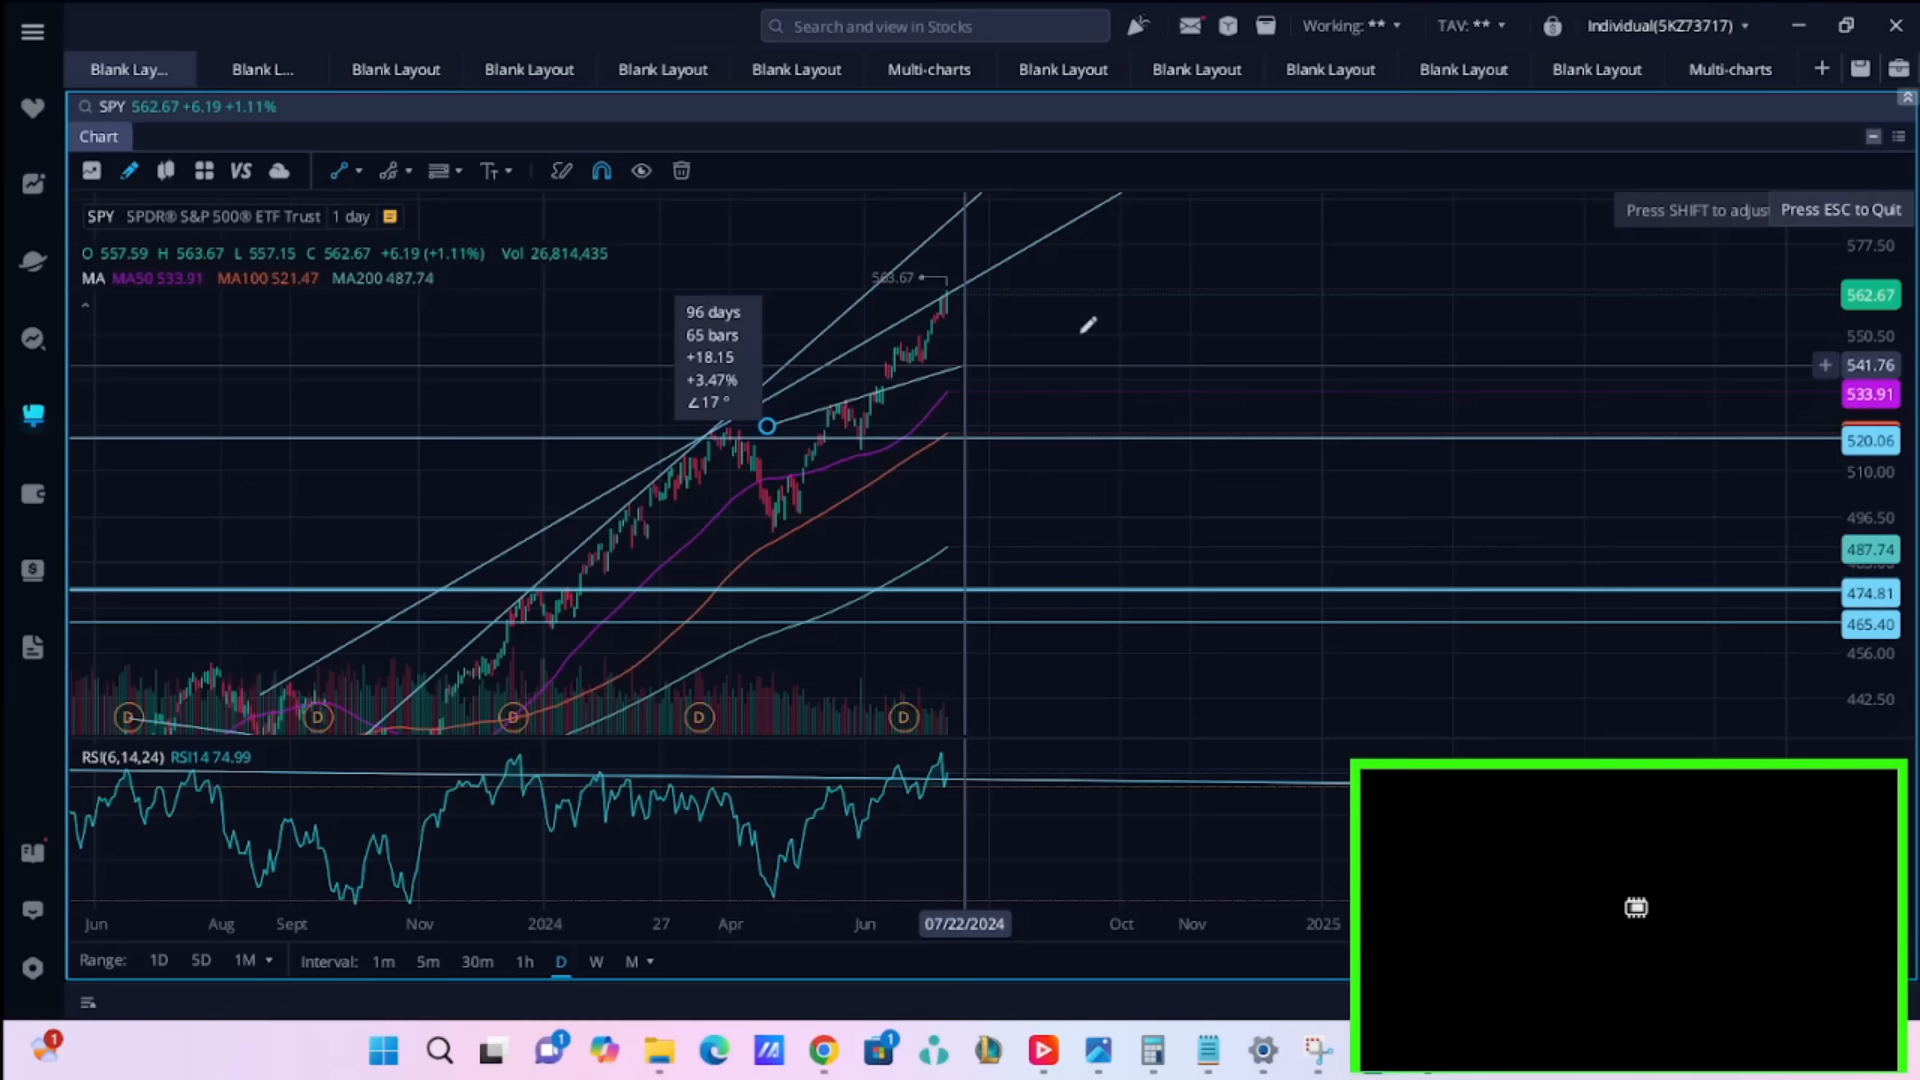 Search and view in Stocks
Working: **
TAV: **
Individual(5KZ73717)
Blank Lay...
Blank L...
Blank Layout
Blank Layout
Blank Layout
Blank Layout
Multi-charts
Blank Layout
Blank Layout
Blank Layout
Blank Layout
Blank Layout
Multi-charts
SPY 562.67 +6.19 +1.11%
Chart
VS
Press SHIFT to adjust
Press ESC to Quit
SPY SPDR® S&P 500® ETF Trust 1 day
O 557.59 H 563.67 L 557.15 C 562.67 +6.19 (+1.11%) Vol 26,814,435
MA MA50 533.91 MA100 521.47 MA200 487.74
563.67
96 days
65 bars
+18.15
+3.47%
∠17 °
577.50
562.67
550.50
541.76
533.91
520.06
510.00
496.50
487.74
474.81
465.40
456.00
442.50
D D D D D
RSI(6,14,24) RSI14 74.99
Jun Aug Sept Nov 2024 27 Apr Jun 07/22/2024 Oct Nov 2025
Range: 1D 5D 1M Interval: 1m 5m 30m 1h D W M
1 1 1